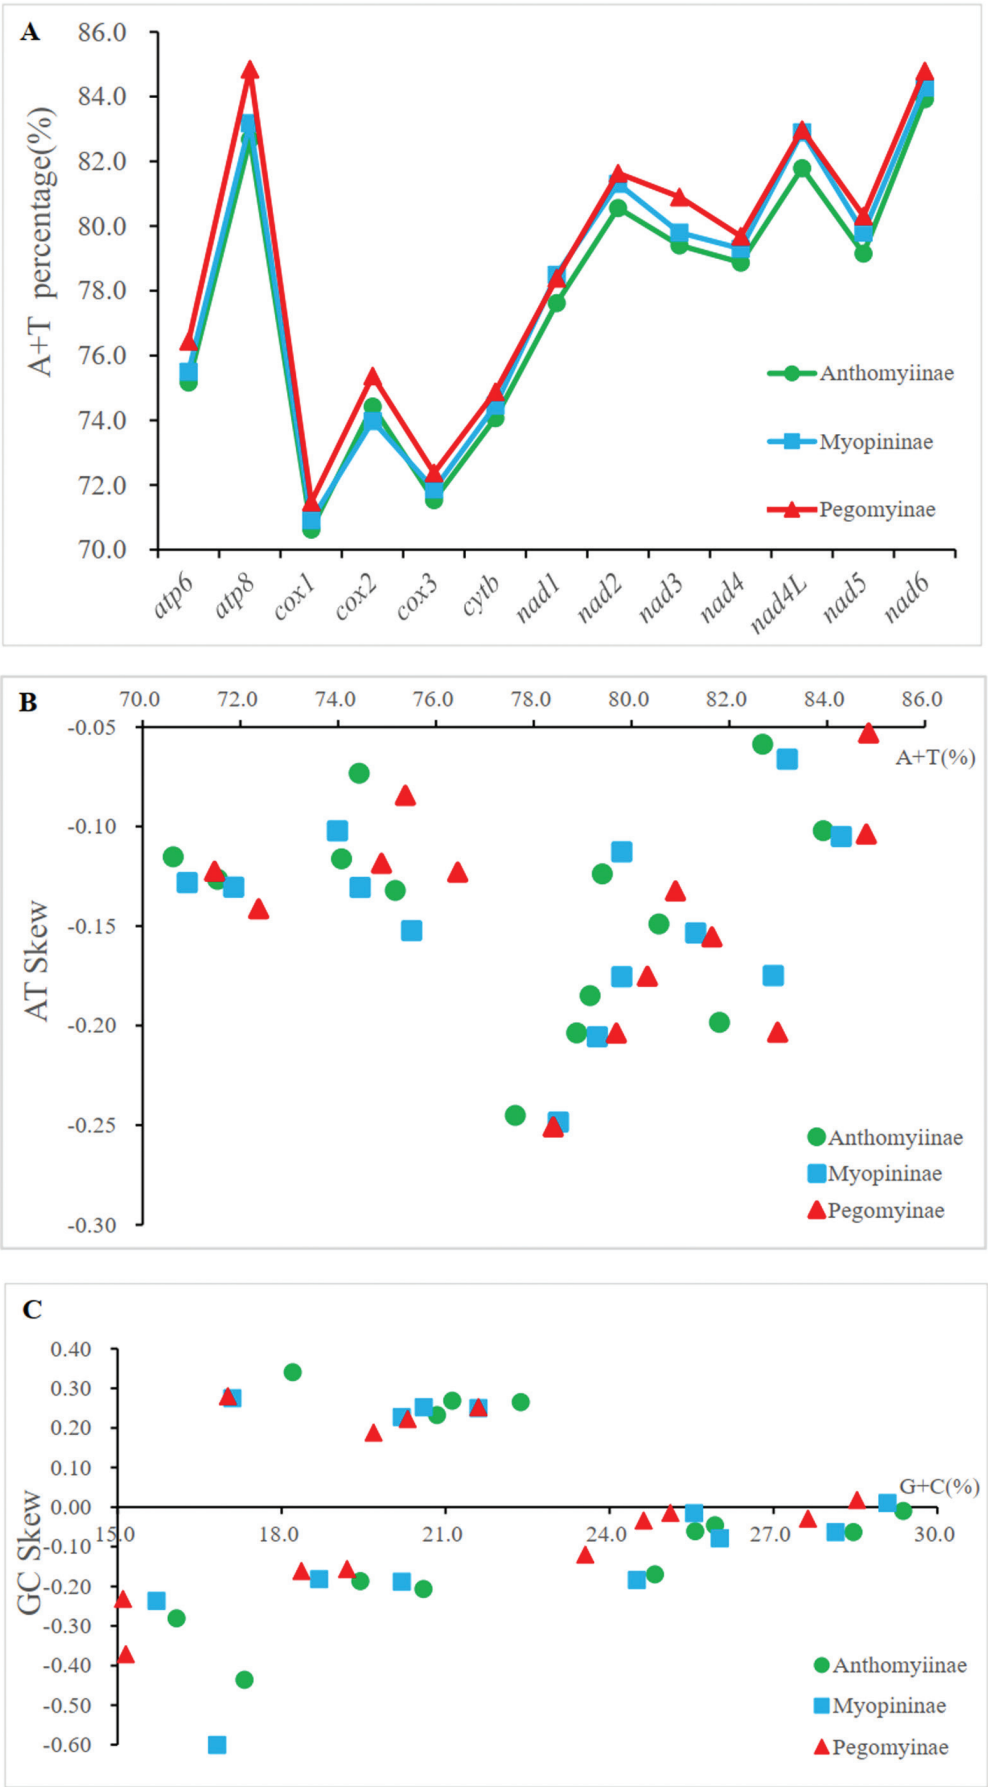 A
86.0
84.0
82.0
80.0
78.0
76.0
74.0
72.0
70.0
A+T percentage(%)
Anthomyiinae
Myopininae
Pegomyinae
atp6 atp8 cox1 cox2 cox3 cytb nad1 nad2 nad3 nad4 nad4L nad5 nad6
B
70.0 72.0 74.0 76.0 78.0 80.0 82.0 84.0 86.0
A+T(%)
-0.05
-0.10
-0.15
-0.20
-0.25
-0.30
AT Skew
Anthomyiinae
Myopininae
Pegomyinae
C
0.40
0.30
0.20
0.10
0.00
-0.10
-0.20
-0.30
-0.40
-0.50
-0.60
GC Skew
G+C(%)
15.0 18.0 21.0 24.0 27.0 30.0
Anthomyiinae
Myopininae
Pegomyinae